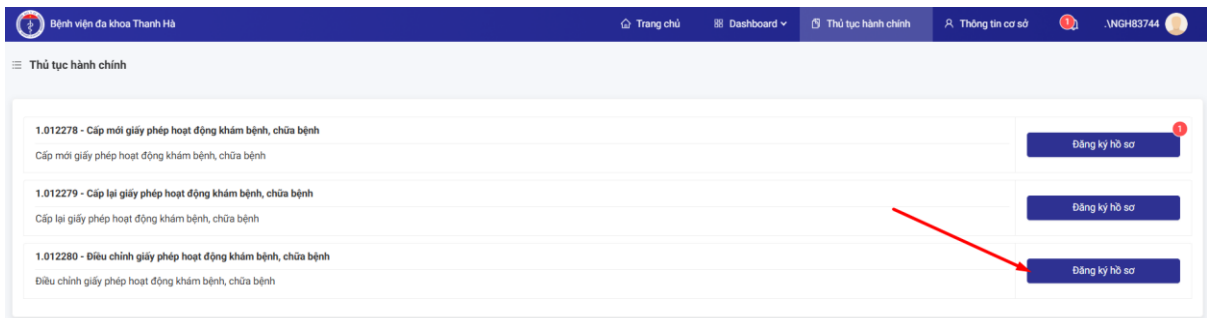 Bệnh viện đa khoa Thanh Hà
Trang chủ
Dashboard
Thủ tục hành chính
Thông tin cơ sở
1
.\NGH83744
Thủ tục hành chính
1.012278 - Cấp mới giấy phép hoạt động khám bệnh, chữa bệnh
1
Đăng ký hồ sơ
Cấp mới giấy phép hoạt động khám bệnh, chữa bệnh
1.012279 - Cấp lại giấy phép hoạt động khám bệnh, chữa bệnh
Đăng ký hồ sơ
Cấp lại giấy phép hoạt động khám bệnh, chữa bệnh
1.012280 - Điều chỉnh giấy phép hoạt động khám bệnh, chữa bệnh
Đăng ký hồ sơ
Điều chỉnh giấy phép hoạt động khám bệnh, chữa bệnh